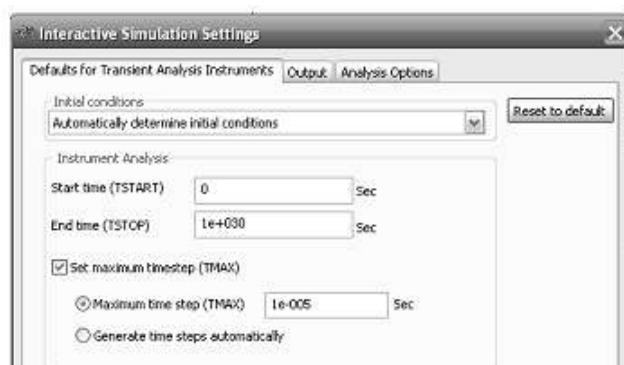 Interactive Simulation Settings
Defaults for Transient Analysis Instruments Output Analysis Options
Initial conditions
Automatically determine initial conditions
Reset to default
Instrument Analysis
Start time (TSTART) 0 Sec
End time (TSTOP) 1e+030 Sec
Set maximum timestep (TMAX)
Maximum time step (TMAX) 1e-005 Sec
Generate time steps automatically